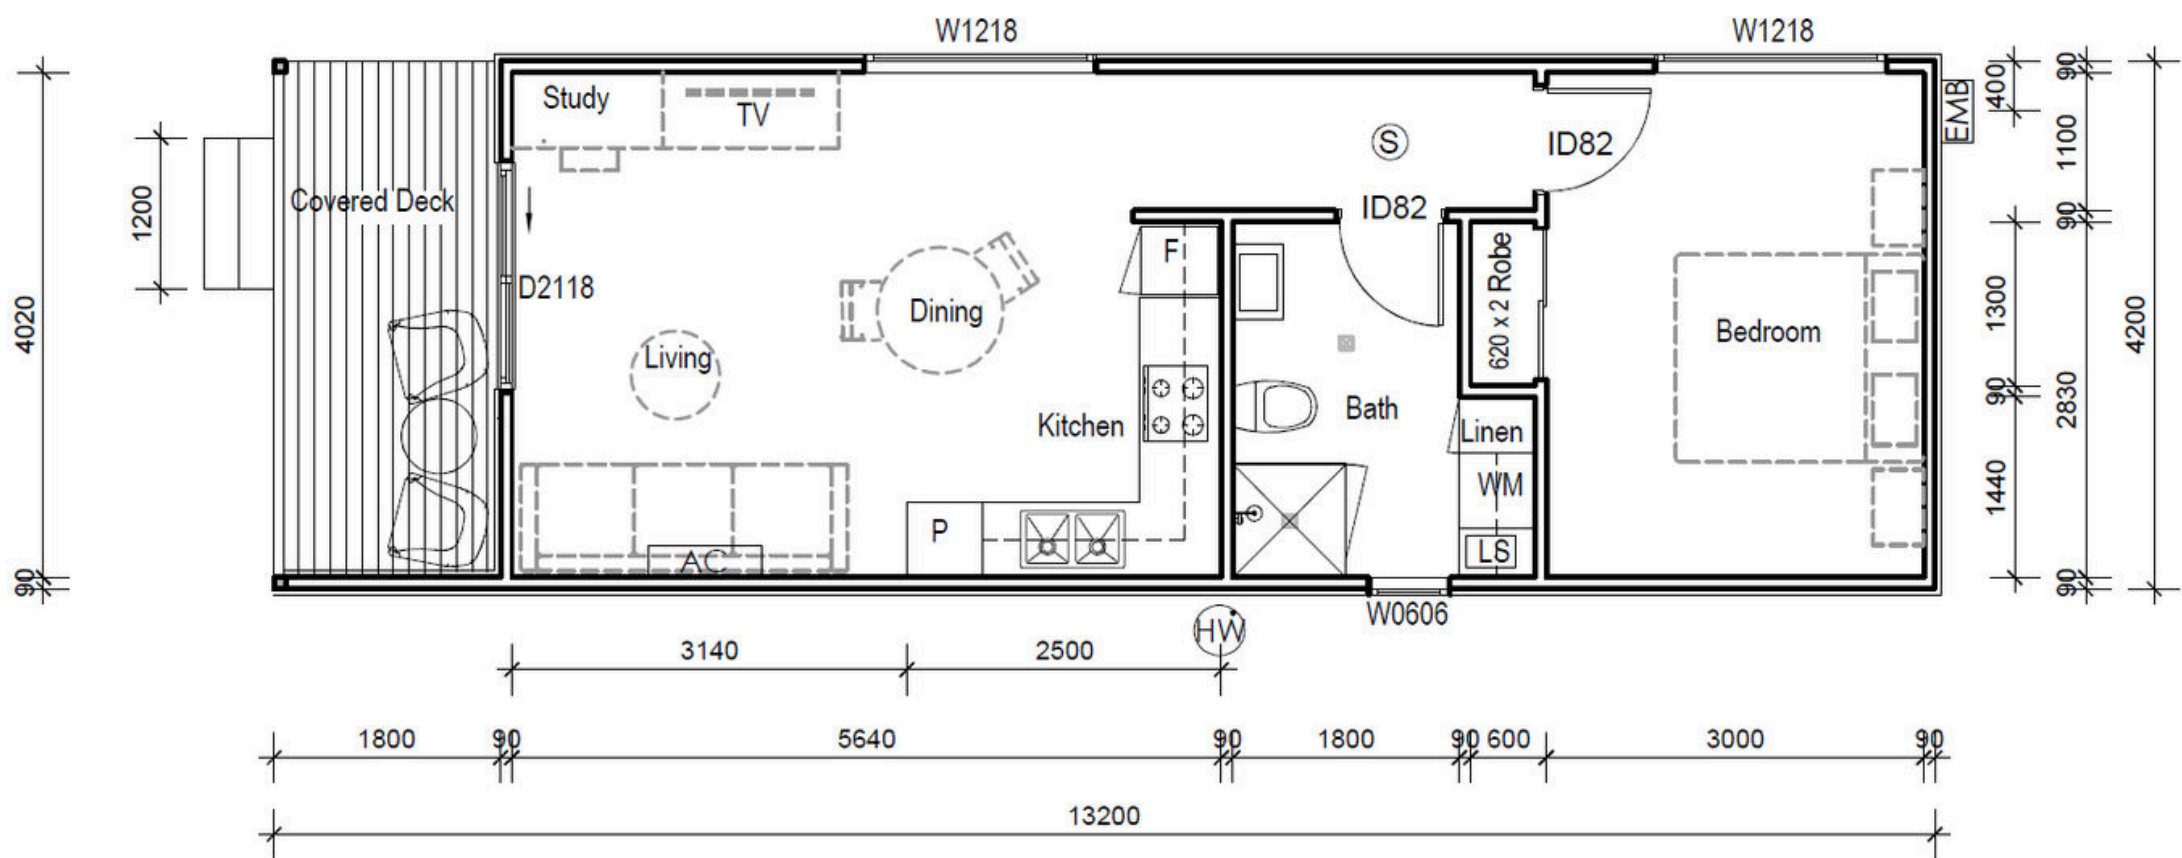 W1218
W1218
Study
TV
S
ID82
EMB
400
90
4200
1100
Covered Deck
1200
ID82
90
F
620 x 2 Robe
D2118
Dining
1300
4020
Living
Bedroom
90
2830
Kitchen
Bath
Linen
WM
1440
P
LS
AC
90
90
90
W0606
HW
3140
2500
1800
90
5640
90
1800
90
600
3000
90
13200